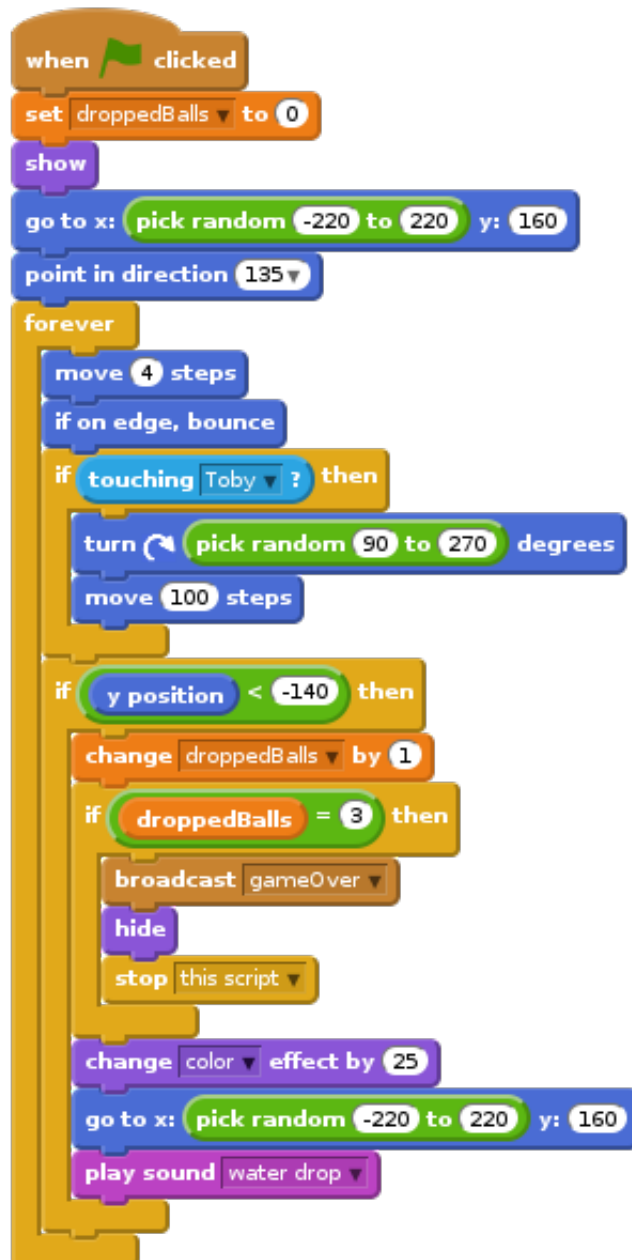 when clicked
set droppedBalls ▼ to 0
show
go to x: pick random -220 to 220 y: 160
point in direction 135▼
forever
move 4 steps
if on edge, bounce
if touching Toby ▼ ? then
turn ↻ pick random 90 to 270 degrees
move 100 steps
if y position < -140 then
change droppedBalls ▼ by 1
if droppedBalls = 3 then
broadcast gameOver ▼
hide
stop this script ▼
change color ▼ effect by 25
go to x: pick random -220 to 220 y: 160
play sound water drop ▼